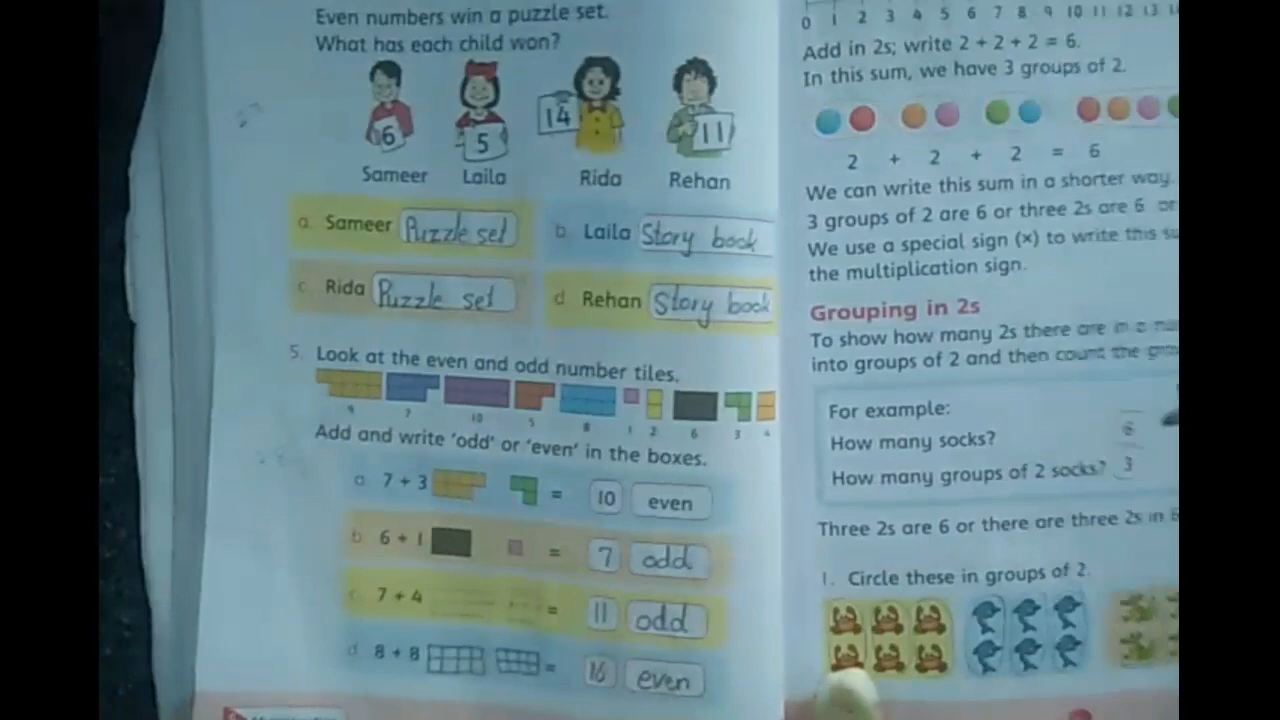 Even numbers win a puzzle set.
What has each child won?
6
5
14
11
Sameer
Laila
Rida
Rehan
a. Sameer Puzzle set
b. Laila Story book
c. Rida Puzzle set
d. Rehan Story book
5. Look at the even and odd number tiles.
9 7 10 5 8 1 2 6 3 4
Add and write 'odd' or 'even' in the boxes.
a 7 + 3 = 10 even
b. 6 + 1 = 7 odd
c. 7 + 4 = 11 odd
d 8 + 8 = 16 even
0 1 2 3 4 5 6 7 8 9 10 11 12 13
Add in 2s; write 2 + 2 + 2 = 6.
In this sum, we have 3 groups of 2.
2 + 2 + 2 = 6
We can write this sum in a shorter way.
3 groups of 2 are 6 or three 2s are 6 or
We use a special sign (×) to write this
the multiplication sign.
Grouping in 2s
To show how many 2s there are in a
into groups of 2 and then count the
For example:
How many socks? 6
How many groups of 2 socks? 3
Three 2s are 6 or there are three 2s in 6
1. Circle these in groups of 2.